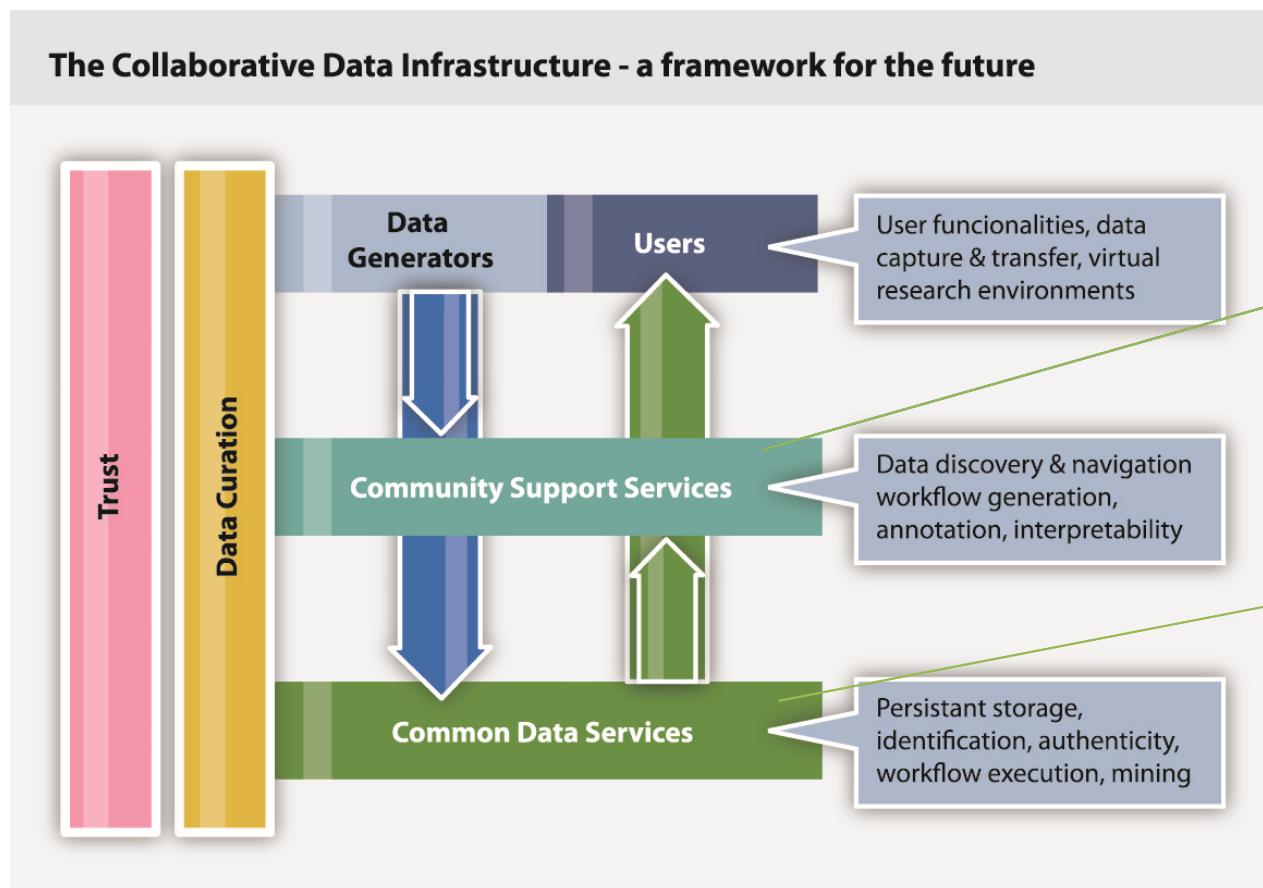 The Collaborative Data Infrastructure - a framework for the future
Trust
Data Curation
Data
Generators
Users
User funcionalities, data
capture & transfer, virtual
research environments
Community Support Services
Data discovery & navigation
workflow generation,
annotation, interpretability
Common Data Services
Persistant storage,
identification, authenticity,
workflow execution, mining